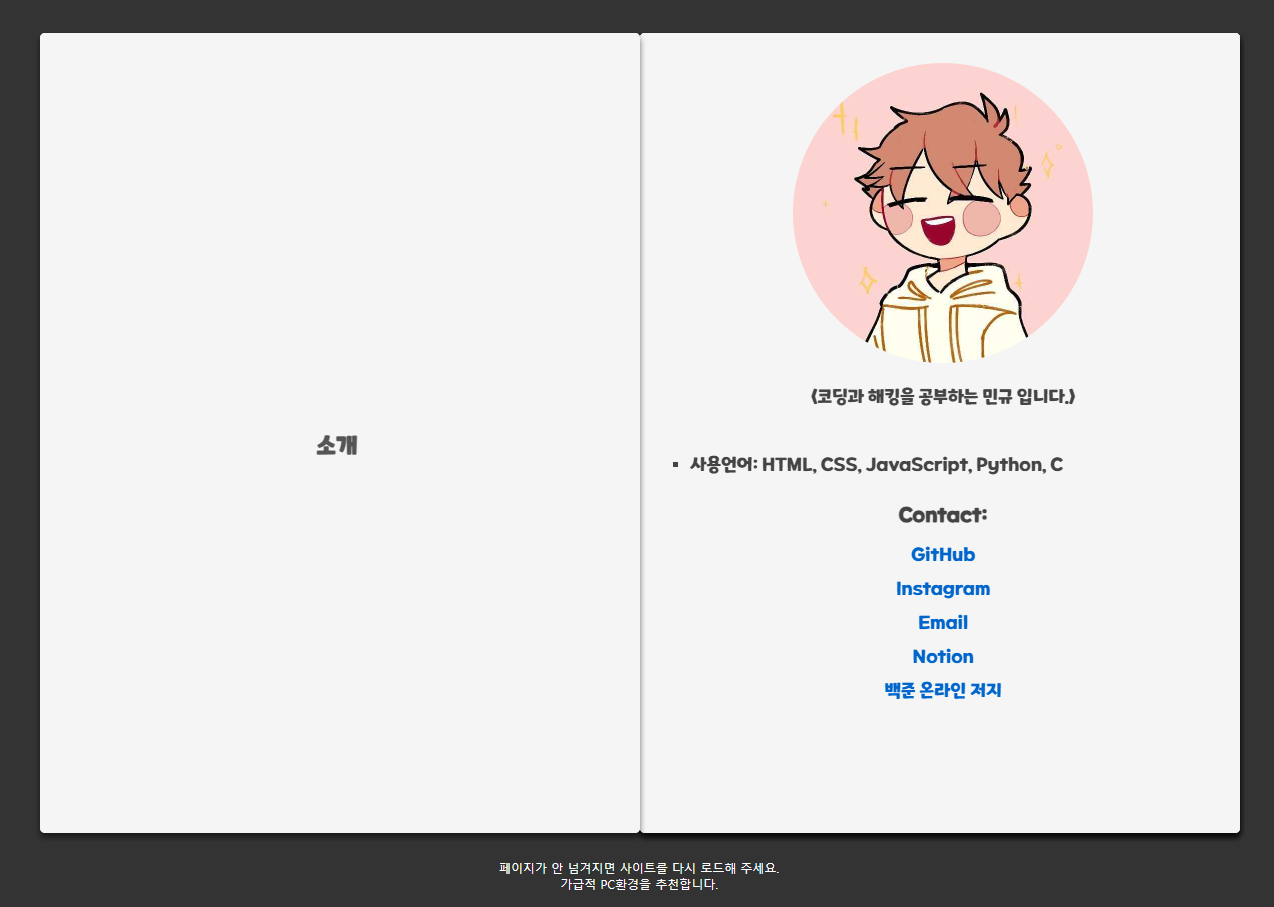 소개
(코딩과 해킹을 공부하는 민규 입니다.)
사용언어: HTML, CSS, JavaScript, Python, C
Contact:
GitHub
Instagram
Email
Notion
백준 온라인 저지
페이지가 안 넘겨지면 사이트를 다시 로드해 주세요.
가급적 PC환경을 추천합니다.